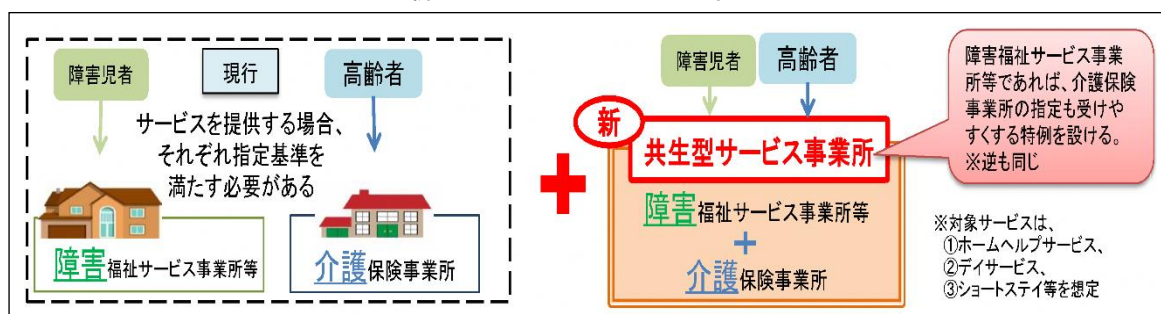 障害児者
現行
高齢者
サービスを提供する場合、
それぞれ指定基準を
満たす必要がある
障害福祉サービス事業所等
介護保険事業所
障害児者
高齢者
新
共生型サービス事業所
障害福祉サービス事業所等
+
介護保険事業所
障害福祉サービス事業
所等であれば、介護保険
事業所の指定も受けや
すくする特例を設ける。
※逆も同じ
※対象サービスは、
①ホームヘルプサービス、
②デイサービス、
③ショートステイ等を想定